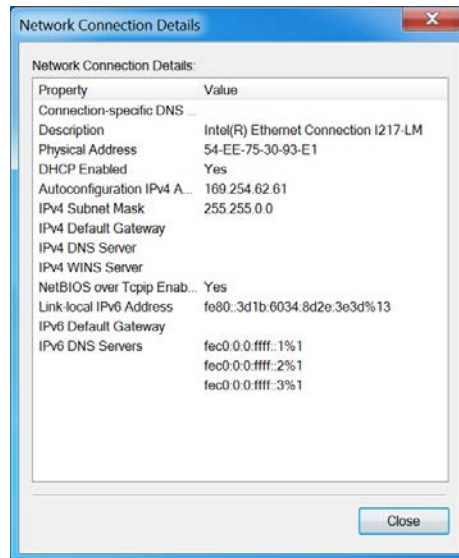 Network Connection Details
Network Connection Details:
Property Value
Connection-specific DNS ...
Description Intel(R) Ethernet Connection I217-LM
Physical Address 54-EE-75-30-93-E1
DHCP Enabled Yes
Autoconfiguration IPv4 A... 169.254.62.61
IPv4 Subnet Mask 255.255.0.0
IPv4 Default Gateway
IPv4 DNS Server
IPv4 WINS Server
NetBIOS over Tcpip Enab... Yes
Link-local IPv6 Address fe80::3d1b:6034:8d2e:3e3d%13
IPv6 Default Gateway
IPv6 DNS Servers fec0:0:0:ffff::1%1
fec0:0:0:ffff::2%1
fec0:0:0:ffff::3%1
Close